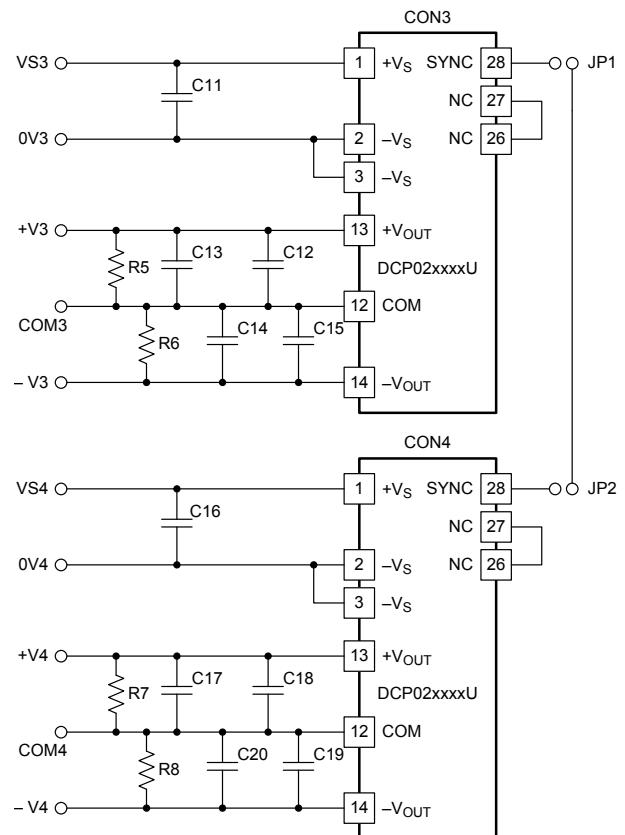 CON3
VS3
1
+VS
SYNC
28
JP1
C11
NC
27
0V3
2
–VS
NC
26
3
–VS
+V3
13
+VOUT
R5
C13
C12
DCP02xxxxU
COM3
12
COM
R6
C14
C15
– V3
14
–VOUT
CON4
VS4
1
+VS
SYNC
28
JP2
C16
NC
27
0V4
2
–VS
NC
26
3
–VS
+V4
13
+VOUT
R7
C17
C18
DCP02xxxxU
COM4
12
COM
R8
C20
C19
– V4
14
–VOUT